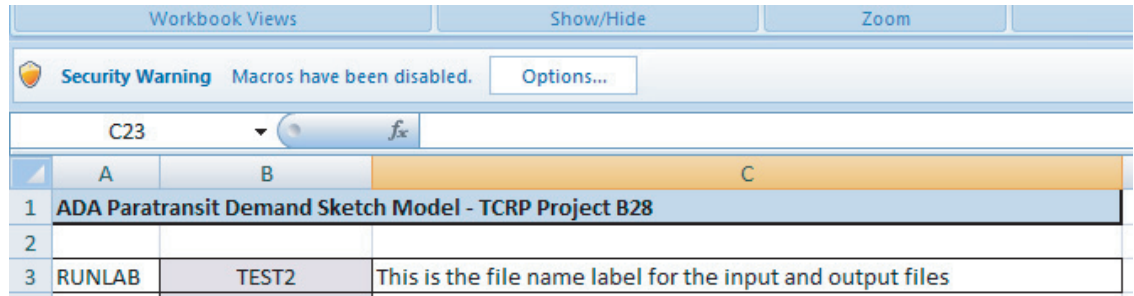 Workbook Views Show/Hide Zoom
Security Warning Macros have been disabled. Options...
C23 fx
A B C
1 ADA Paratransit Demand Sketch Model - TCRP Project B28
2
3 RUNLAB TEST2 This is the file name label for the input and output files